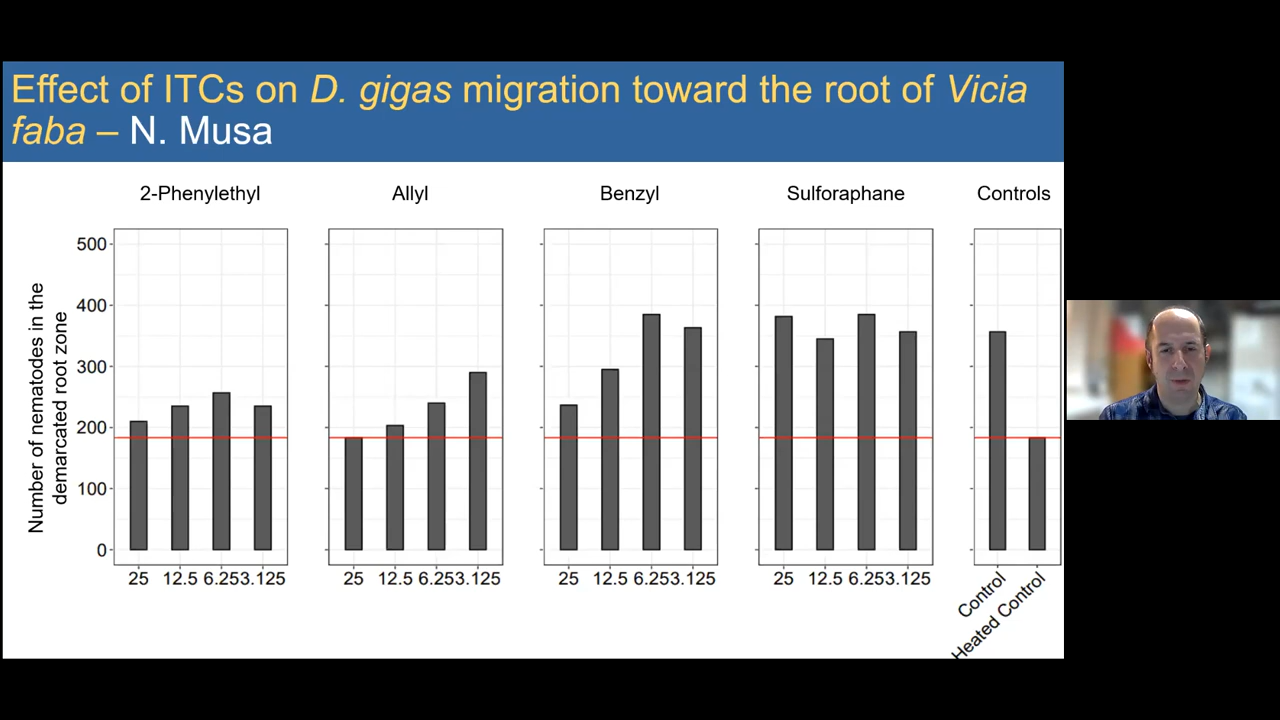 Effect of ITCs on D. gigas migration toward the root of Vicia
faba – N. Musa
2-Phenylethyl
Allyl
Benzyl
Sulforaphane
Controls
Number of nematodes in the
demarcated root zone
500
400
300
200
100
0
25 12.5 6.25 3.125
25 12.5 6.25 3.125
25 12.5 6.25 3.125
25 12.5 6.25 3.125
Control
Heated Control